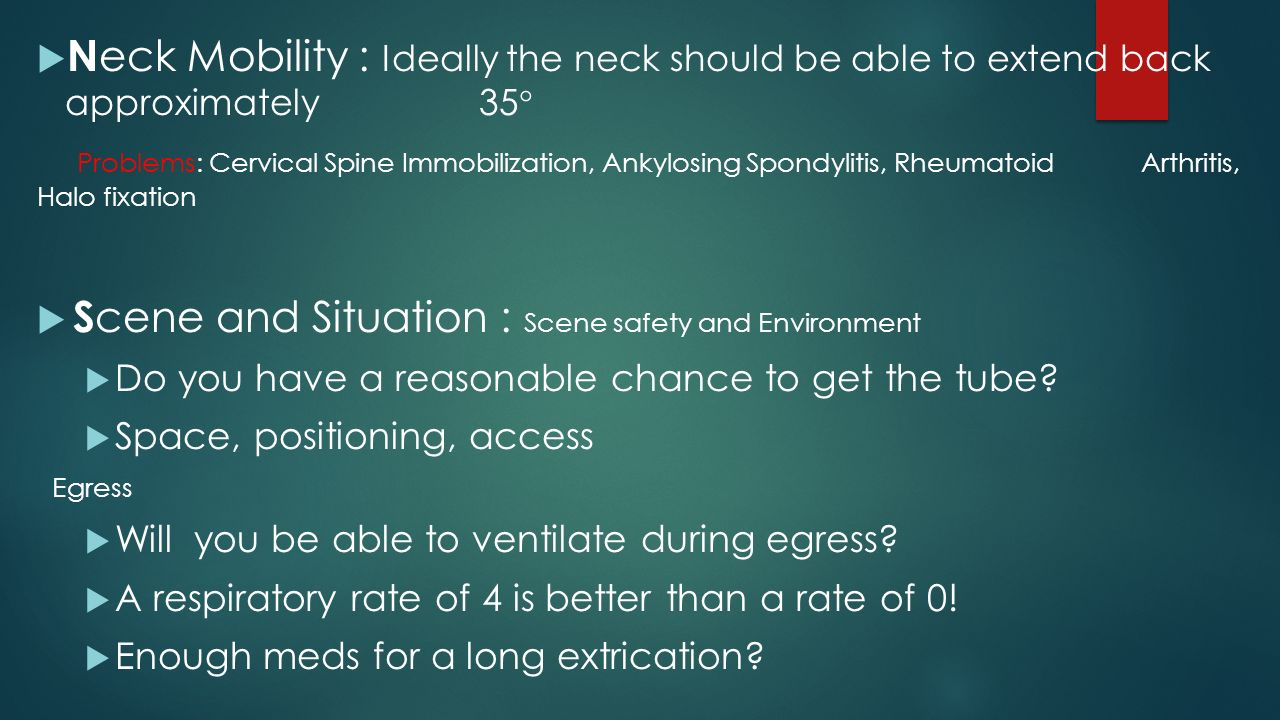 Neck Mobility : Ideally the neck should be able to extend back
approximately 35°
Problems: Cervical Spine Immobilization, Ankylosing Spondylitis, Rheumatoid Arthritis,
Halo fixation
Scene and Situation : Scene safety and Environment
Do you have a reasonable chance to get the tube?
Space, positioning, access
Egress
Will you be able to ventilate during egress?
A respiratory rate of 4 is better than a rate of 0!
Enough meds for a long extrication?